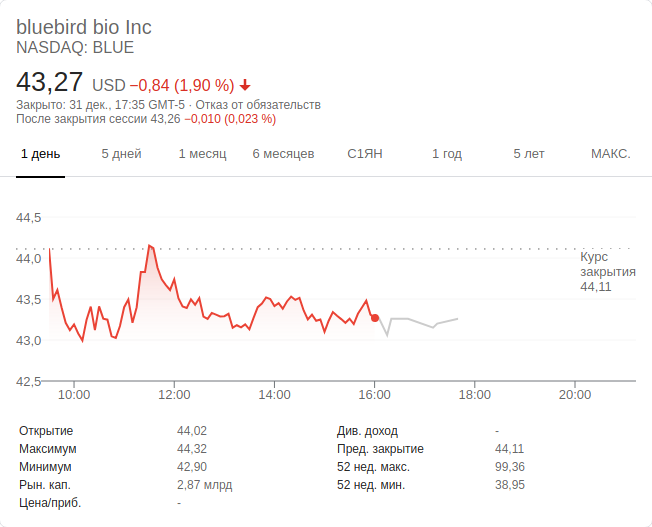 bluebird bio Inc
NASDAQ: BLUE
43,27 USD −0,84 (1,90 %)
Закрыто: 31 дек., 17:35 GMT-5 · Отказ от обязательств
После закрытия сессии 43,26 −0,010 (0,023 %)
1 день 5 дней 1 месяц 6 месяцев С1ЯН 1 год 5 лет МАКС.
44,5
44,0
43,5
43,0
42,5
Курс
закрытия
44,11
10:00 12:00 14:00 16:00 18:00 20:00
Открытие 44,02 Див. доход -
Максимум 44,32 Пред. закрытие 44,11
Минимум 42,90 52 нед. макс. 99,36
Рын. кап. 2,87 млрд 52 нед. мин. 38,95
Цена/приб. -